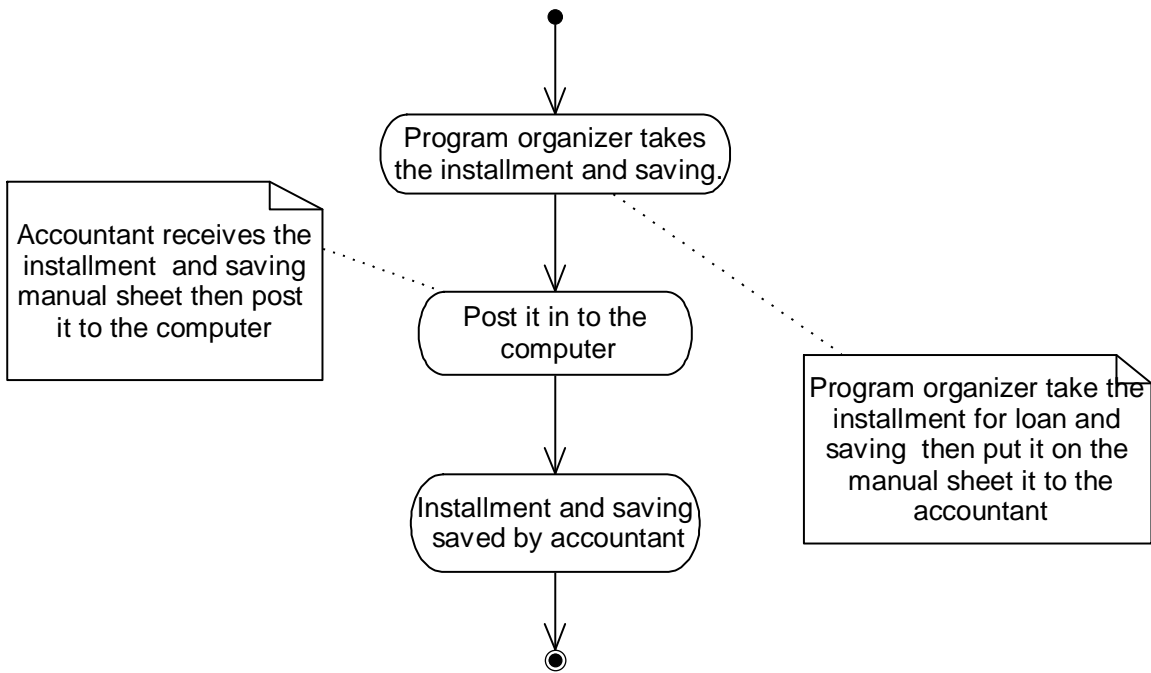 Program organizer takes
the installment and saving.
Accountant receives the
installment and saving
manual sheet then post
it to the computer
Post it in to the
computer
Program organizer take the
installment for loan and
saving then put it on the
manual sheet it to the
accountant
Installment and saving
saved by accountant